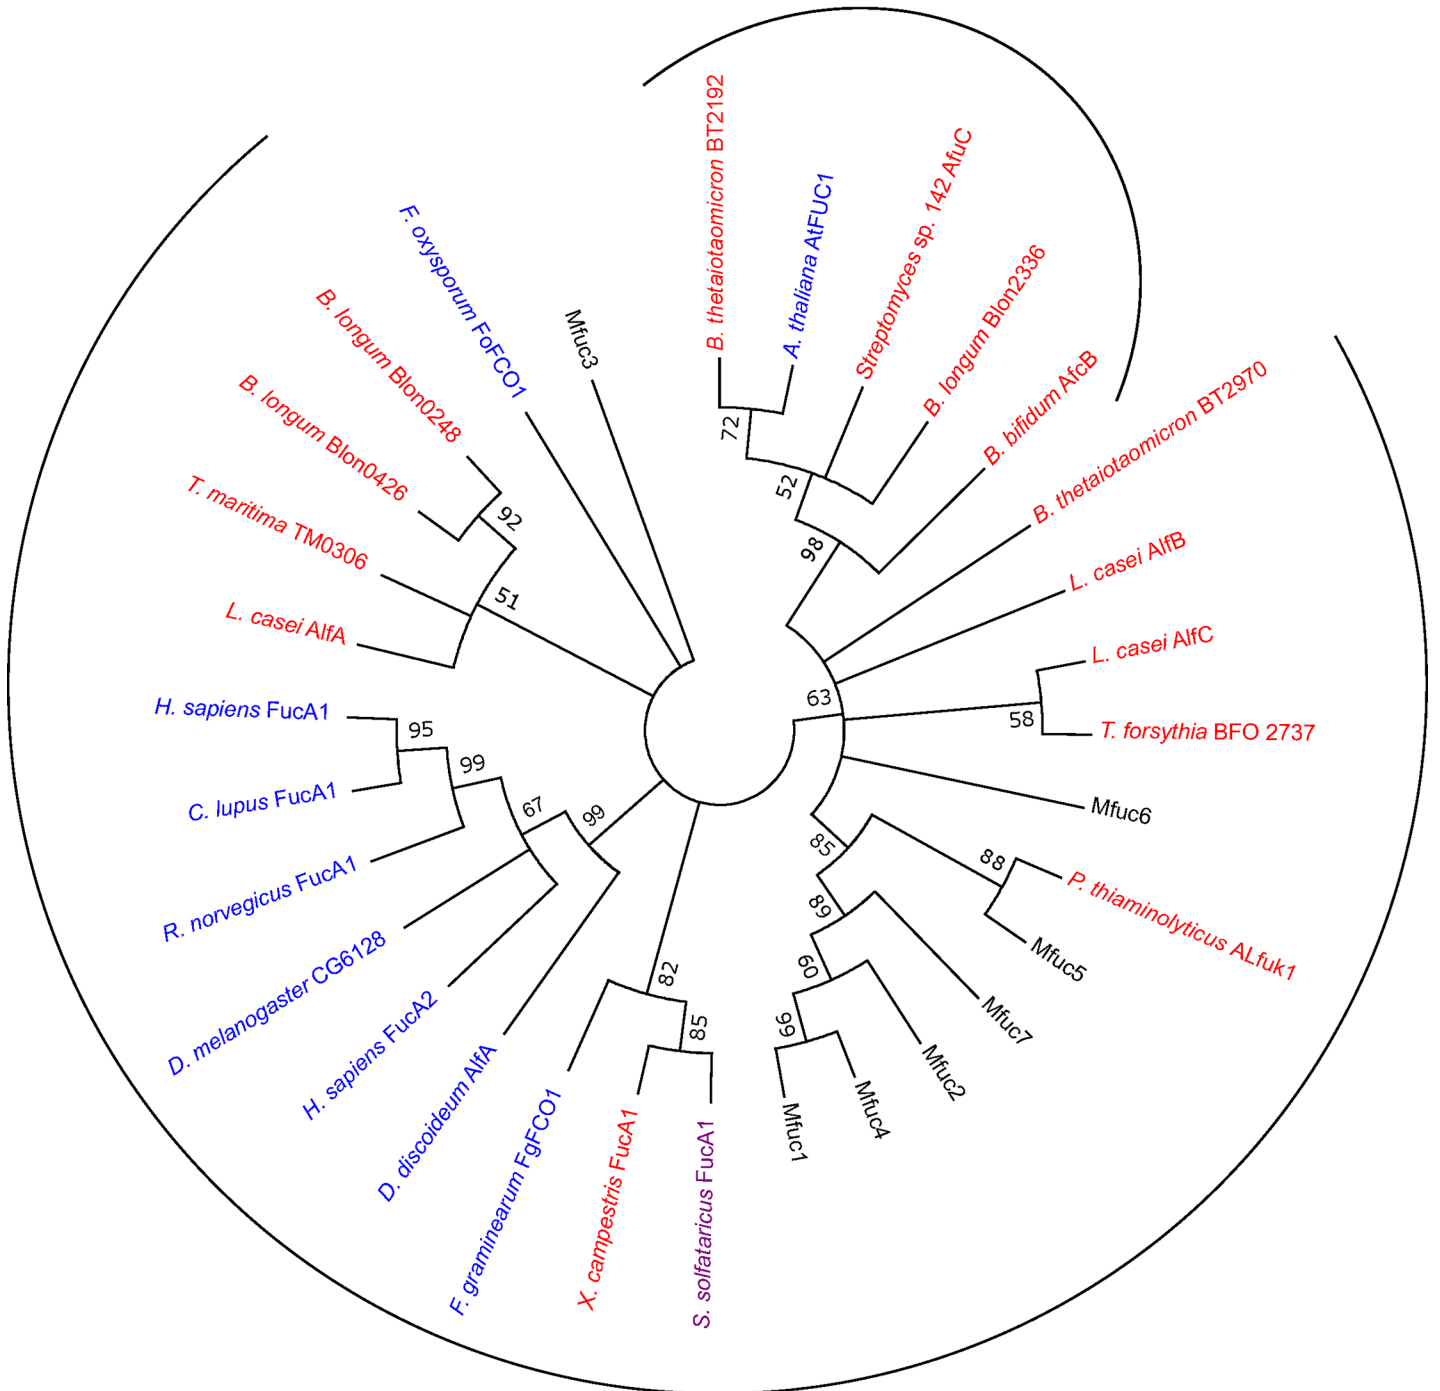 B. thetaiotaomicron BT2192
A. thaliana AtFUC1
Streptomyces sp. 142 AfuC
B. longum Blon2336
B. bifidum AfcB
B. thetaiotaomicron BT2970
L. casei AlfB
L. casei AlfC
T. forsythia BFO 2737
Mfuc6
P. thiaminolyticus ALfuk1
Mfuc5
Mfuc7
Mfuc2
Mfuc4
Mfuc1
S. solfataricus FucA1
X. campestris FucA1
F. graminearum FgFCO1
D. discoideum AlfA
H. sapiens FucA2
D. melanogaster CG6128
R. norvegicus FucA1
C. lupus FucA1
H. sapiens FucA1
L. casei AlfA
T. maritima TM0306
B. longum Blon0426
B. longum Blon0248
F. oxysporum FoFCO1
Mfuc3
72
52
98
63
58
88
85
89
60
99
85
82
99
67
99
95
51
92